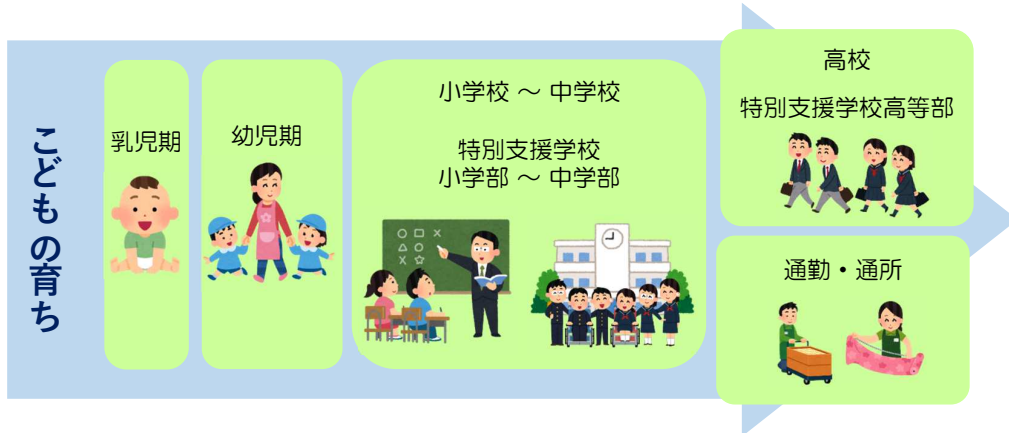 こどもの育ち
乳児期
幼児期
小学校 ～ 中学校
特別支援学校
小学部 ～ 中学部
高校
特別支援学校高等部
通勤・通所